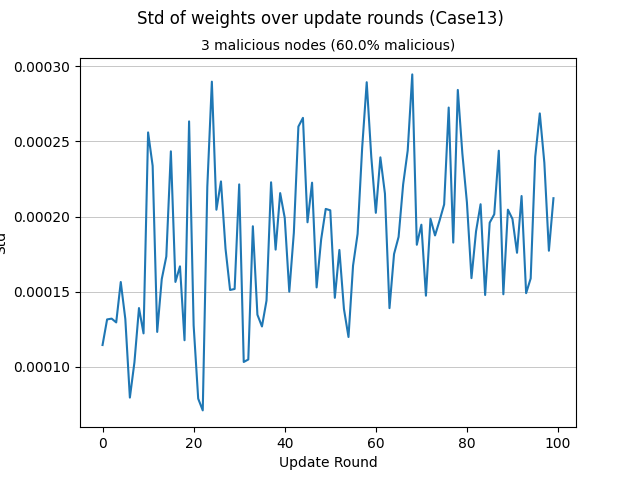 Std of weights over update rounds (Case13)
3 malicious nodes (60.0% malicious)
0.00030
0.00025
0.00020
0.00015
0.00010
Std
0
20
40
60
80
100
Update Round